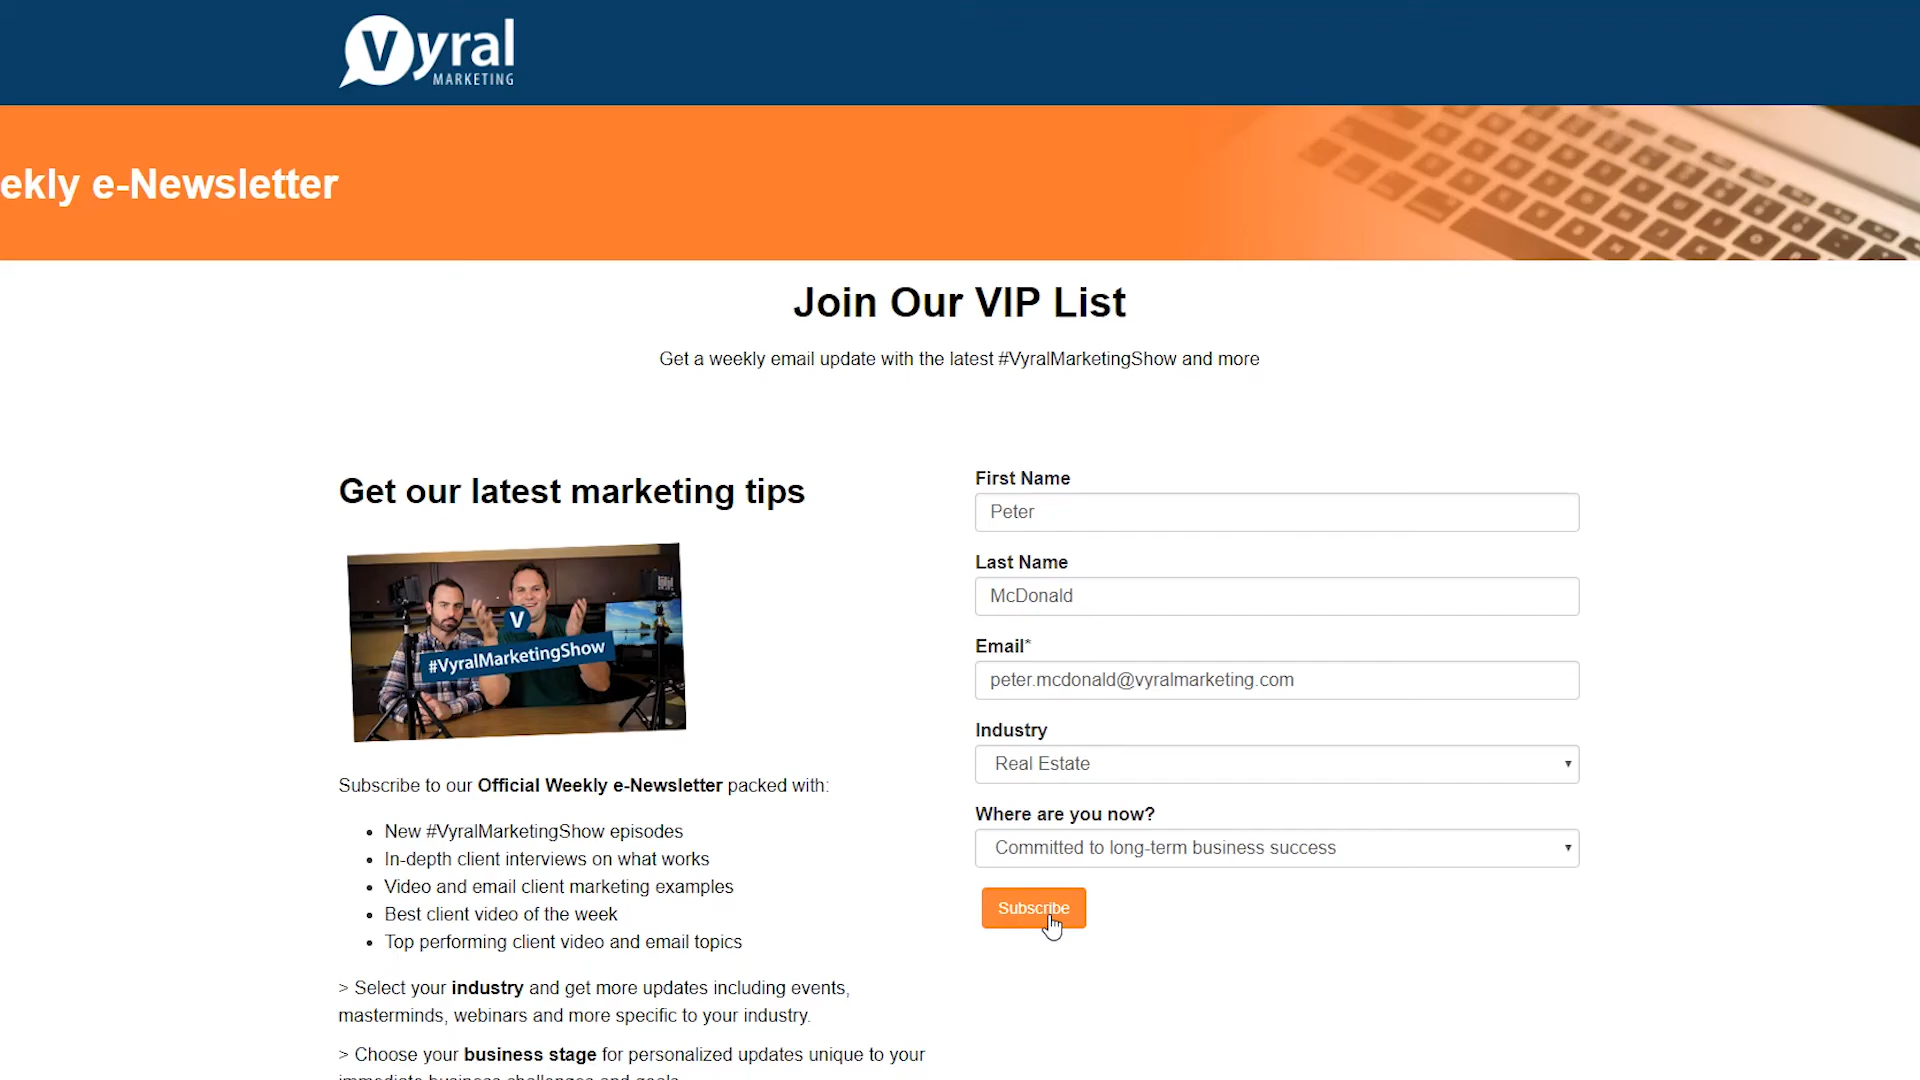 Vyral
MARKETING
ekly e-Newsletter
Join Our VIP List
Get a weekly email update with the latest #VyralMarketingShow and more
Get our latest marketing tips
V
#VyralMarketingShow
Subscribe to our Official Weekly e-Newsletter packed with:
• New #VyralMarketingShow episodes
• In-depth client interviews on what works
• Video and email client marketing examples
• Best client video of the week
• Top performing client video and email topics
> Select your industry and get more updates including events,
masterminds, webinars and more specific to your industry.
> Choose your business stage for personalized updates unique to your
immediate business challenges and goals.
First Name
Peter
Last Name
McDonald
Email*
peter.mcdonald@vyralmarketing.com
Industry
Real Estate
Where are you now?
Committed to long-term business success
Subscribe